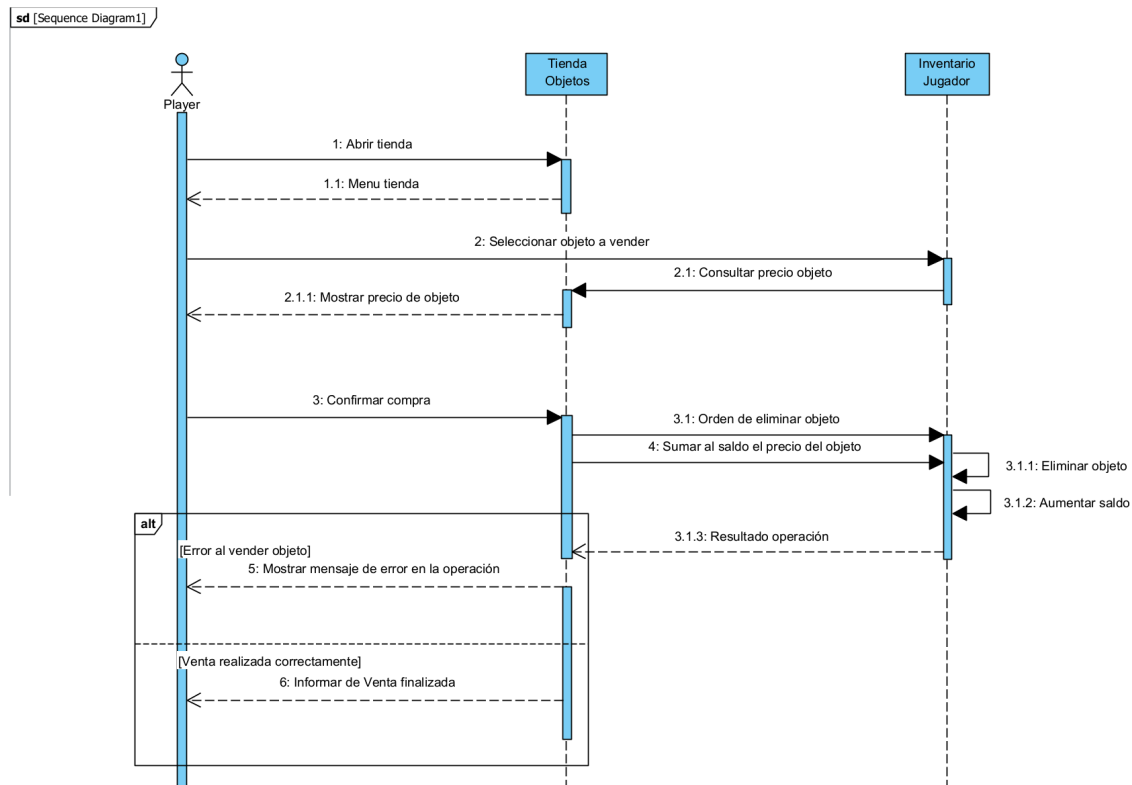 sd [Sequence Diagram1]
Player
Tienda
Objetos
Inventario
Jugador
1: Abrir tienda
1.1: Menu tienda
2: Seleccionar objeto a vender
2.1: Consultar precio objeto
2.1.1: Mostrar precio de objeto
3: Confirmar compra
3.1: Orden de eliminar objeto
4: Sumar al saldo el precio del objeto
3.1.1: Eliminar objeto
3.1.2: Aumentar saldo
alt
3.1.3: Resultado operación
[Error al vender objeto]
5: Mostrar mensaje de error en la operación
[Venta realizada correctamente]
6: Informar de Venta finalizada